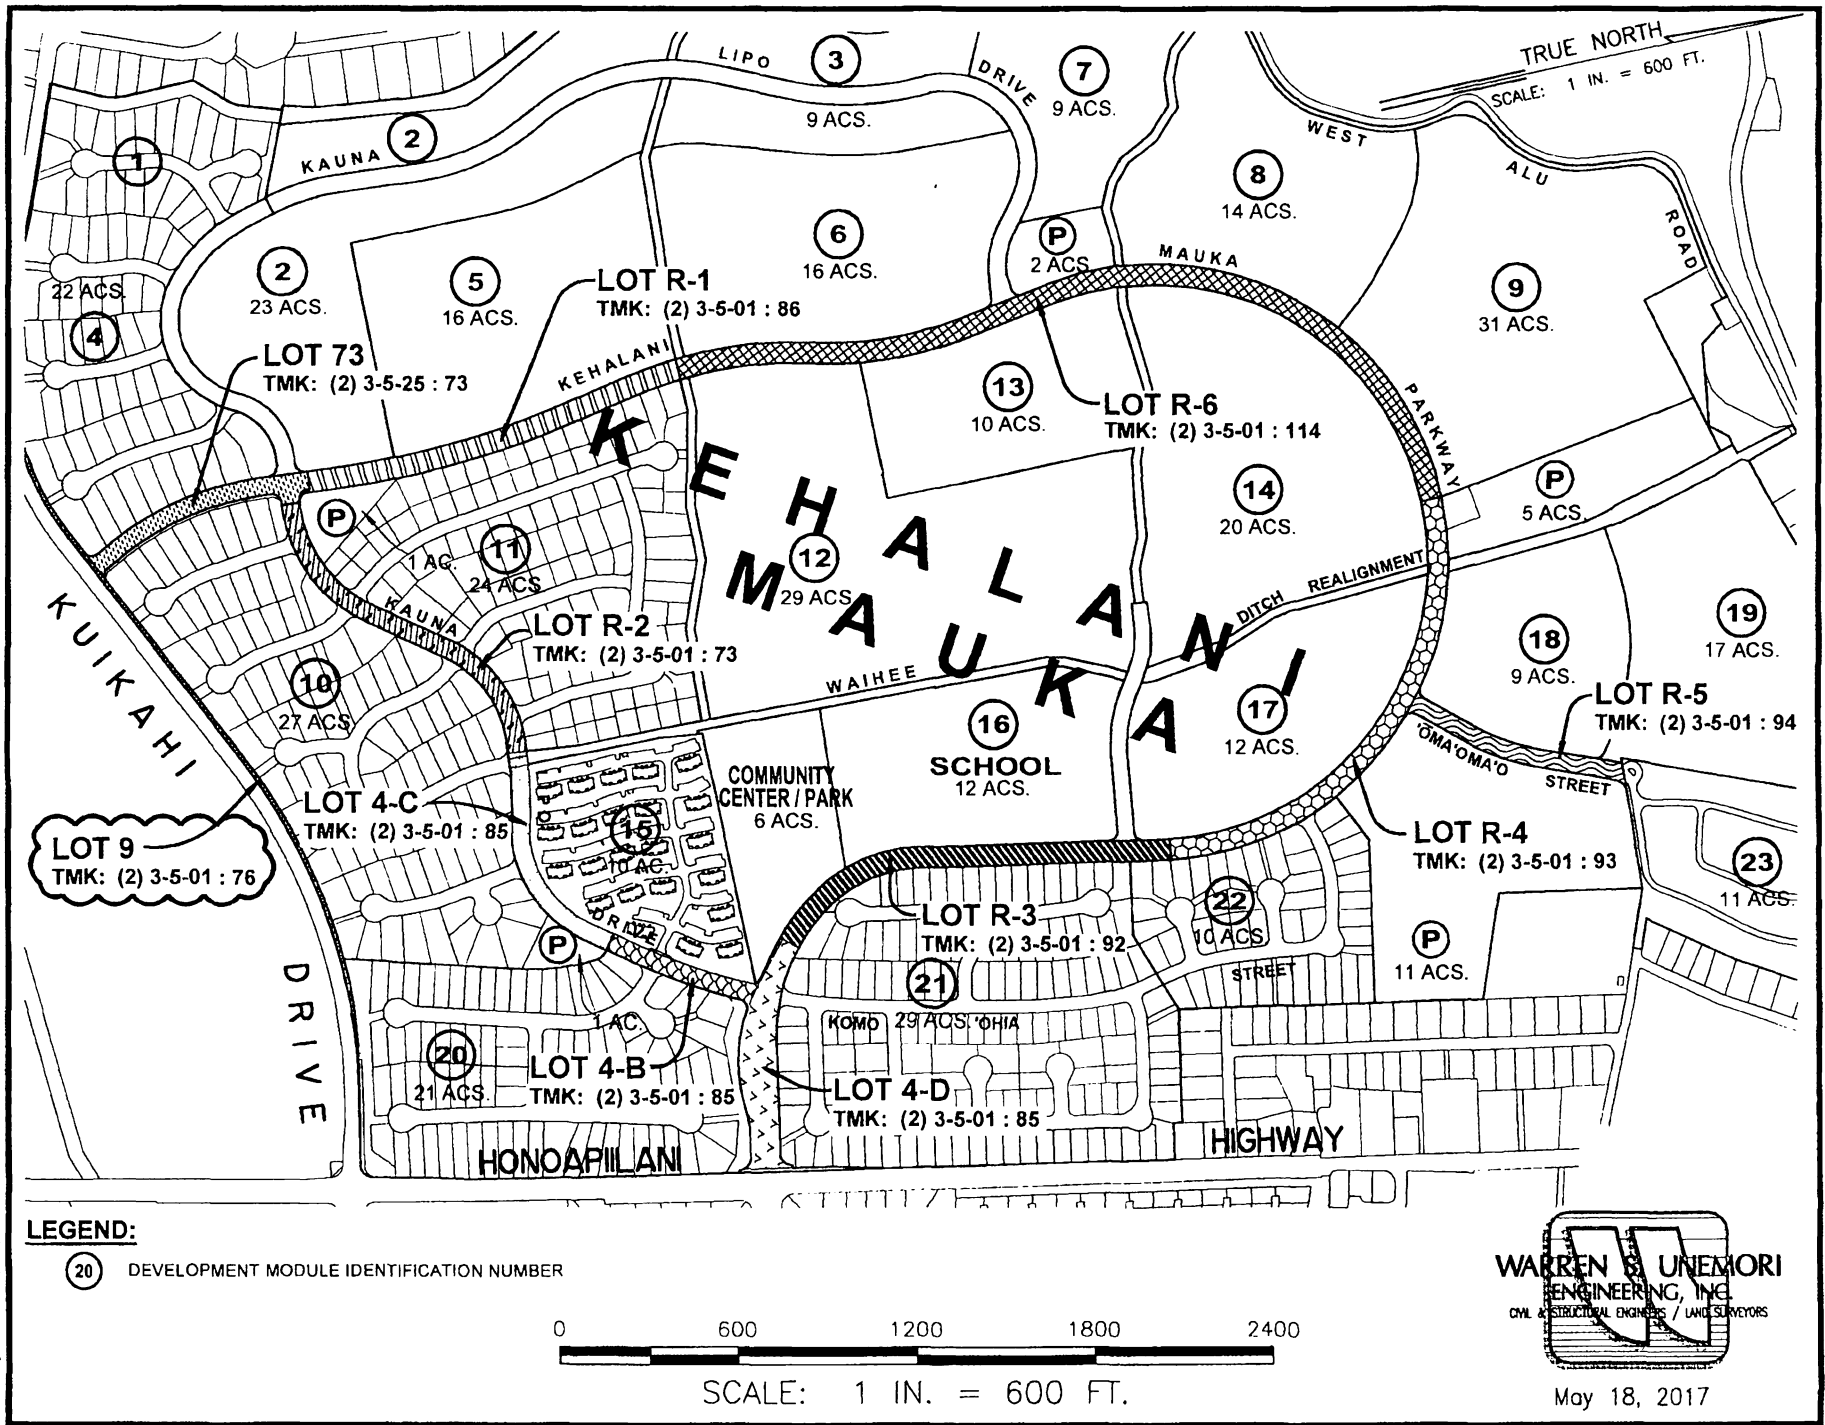 LIPO
DRIVE
3
9 ACS.
7
9 ACS.
TRUE NORTH
SCALE: 1 IN. = 600 FT.
1
KAUNA
2
WEST
ALU
ROAD
8
14 ACS.
P
2 ACS
MAUKA
22 ACS.
4
2
23 ACS.
5
16 ACS.
6
16 ACS.
9
31 ACS.
LOT R-1
TMK: (2) 3-5-01 : 86
LOT 73
TMK: (2) 3-5-25 : 73
KEHALANI
13
10 ACS.
LOT R-6
TMK: (2) 3-5-01 : 114
PARKWAY
KEHALANI
MAUKA
P
1 AC.
11
24 ACS
12
29 ACS
14
20 ACS.
P
5 ACS.
KUIKAHI
DRIVE
KAUNA
LOT R-2
TMK: (2) 3-5-01 : 73
WAIHEE
DITCH
REALIGNMENT
10
27 ACS
18
9 ACS.
19
17 ACS.
LOT R-5
TMK: (2) 3-5-01 : 94
'OMA'OMA'O
STREET
16
SCHOOL
12 ACS.
17
12 ACS.
COMMUNITY
CENTER / PARK
6 ACS.
LOT 4-C
TMK: (2) 3-5-01 : 85
15
10 AC.
LOT 9
TMK: (2) 3-5-01 : 76
LOT R-4
TMK: (2) 3-5-01 : 93
23
11 ACS.
DRIVE
P
1 AC.
LOT R-3
TMK: (2) 3-5-01 : 92
22
10 ACS
STREET
P
11 ACS.
21
29 ACS.
KOMO
'OHIA
20
21 ACS.
LOT 4-B
TMK: (2) 3-5-01 : 85
LOT 4-D
TMK: (2) 3-5-01 : 85
HONOAPIILANI
HIGHWAY
LEGEND:
20 DEVELOPMENT MODULE IDENTIFICATION NUMBER
0 600 1200 1800 2400
SCALE: 1 IN. = 600 FT.
WARREN S. UNEMORI
ENGINEERING, INC.
CIVIL & STRUCTURAL ENGINEERS / LAND SURVEYORS
May 18, 2017